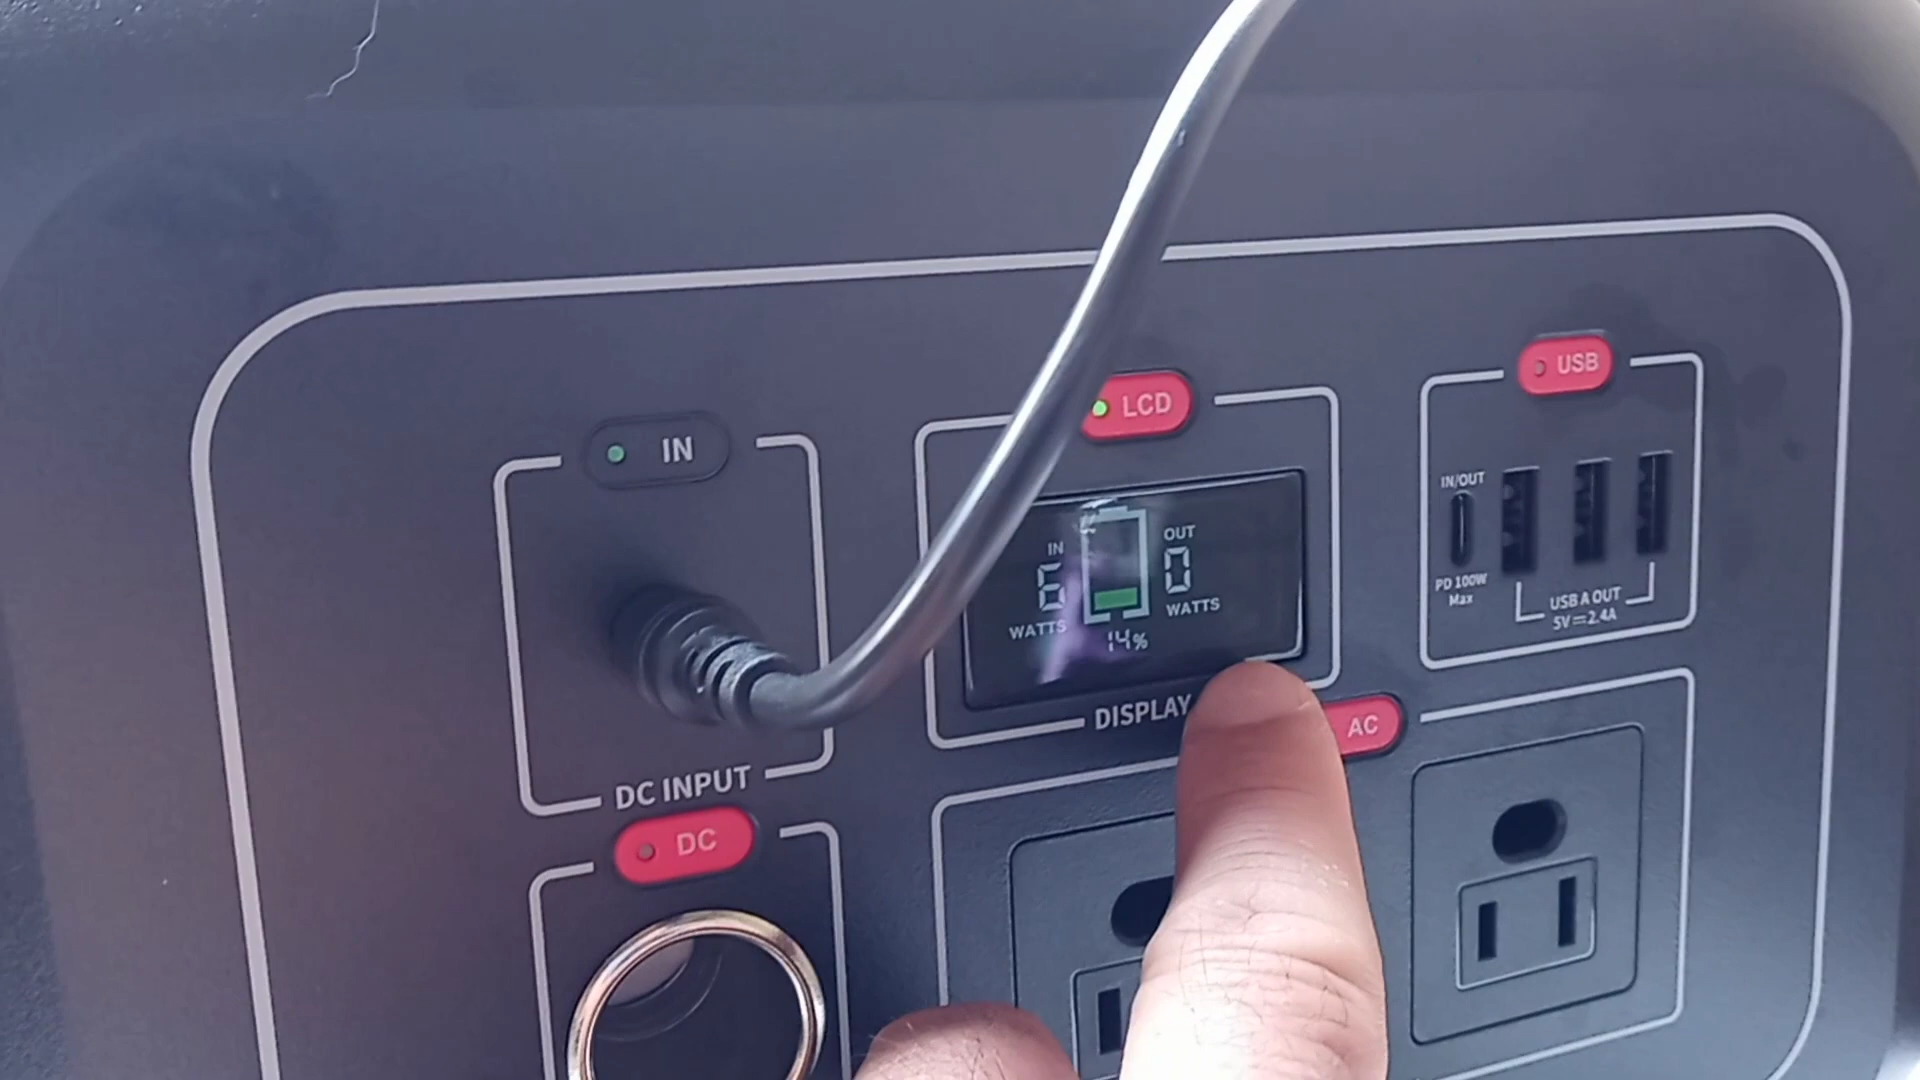 IN
LCD
USB
IN
6
WATTS
14%
OUT
0
WATTS
IN/OUT
PD 100W
Max
USB A OUT
5V⎓2.4A
DISPLAY
AC
DC INPUT
DC